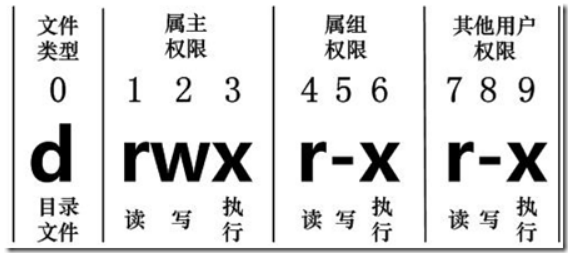 文件 属主 属组 其他用户
类型 权限 权限 权限
0 1 2 3 4 5 6 7 8 9
d rwx r-x r-x
目录 读 写 执 读 写 执 读 写 执
文件 行 行 行